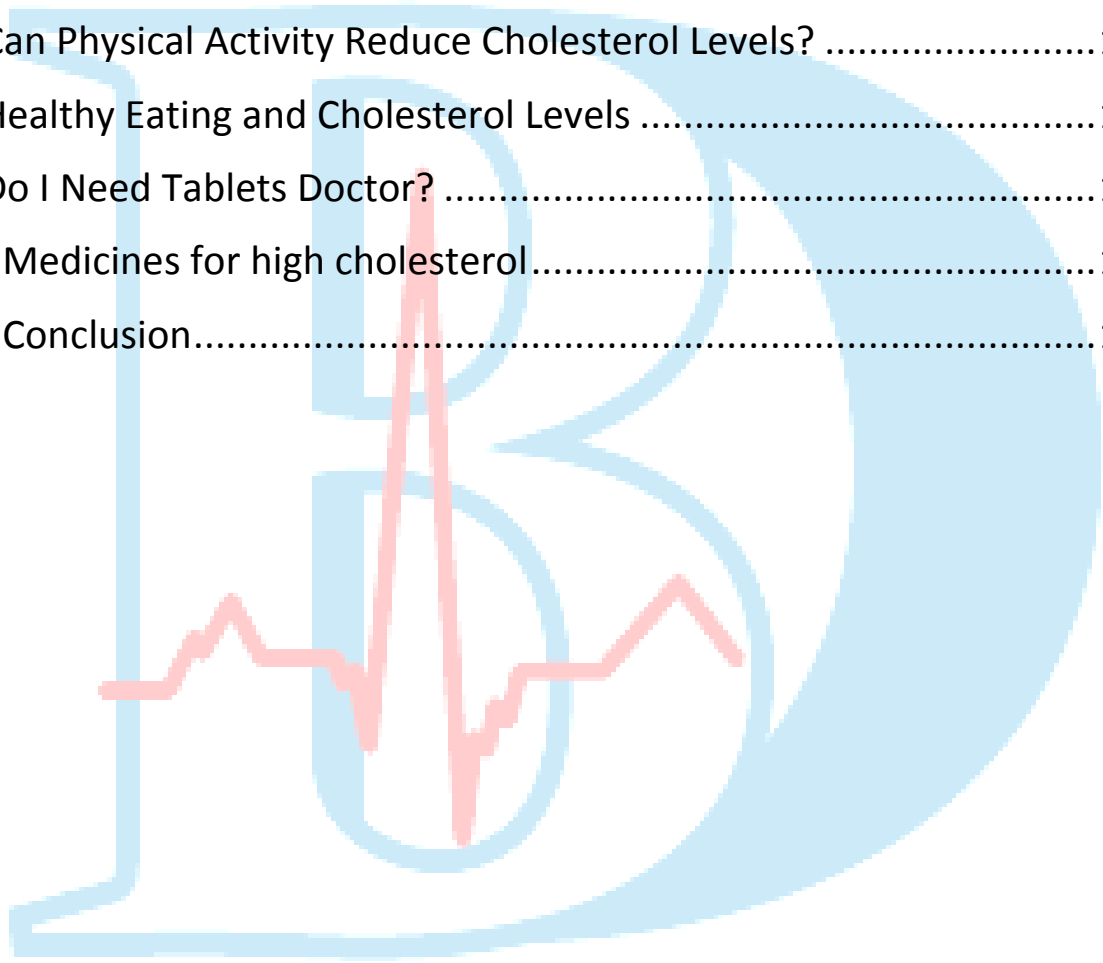 Can Physical Activity Reduce Cholesterol Levels? ........................
Healthy Eating and Cholesterol Levels ..........................................
Do I Need Tablets Doctor? ............................................................
Medicines for high cholesterol....................................................
Conclusion...................................................................................